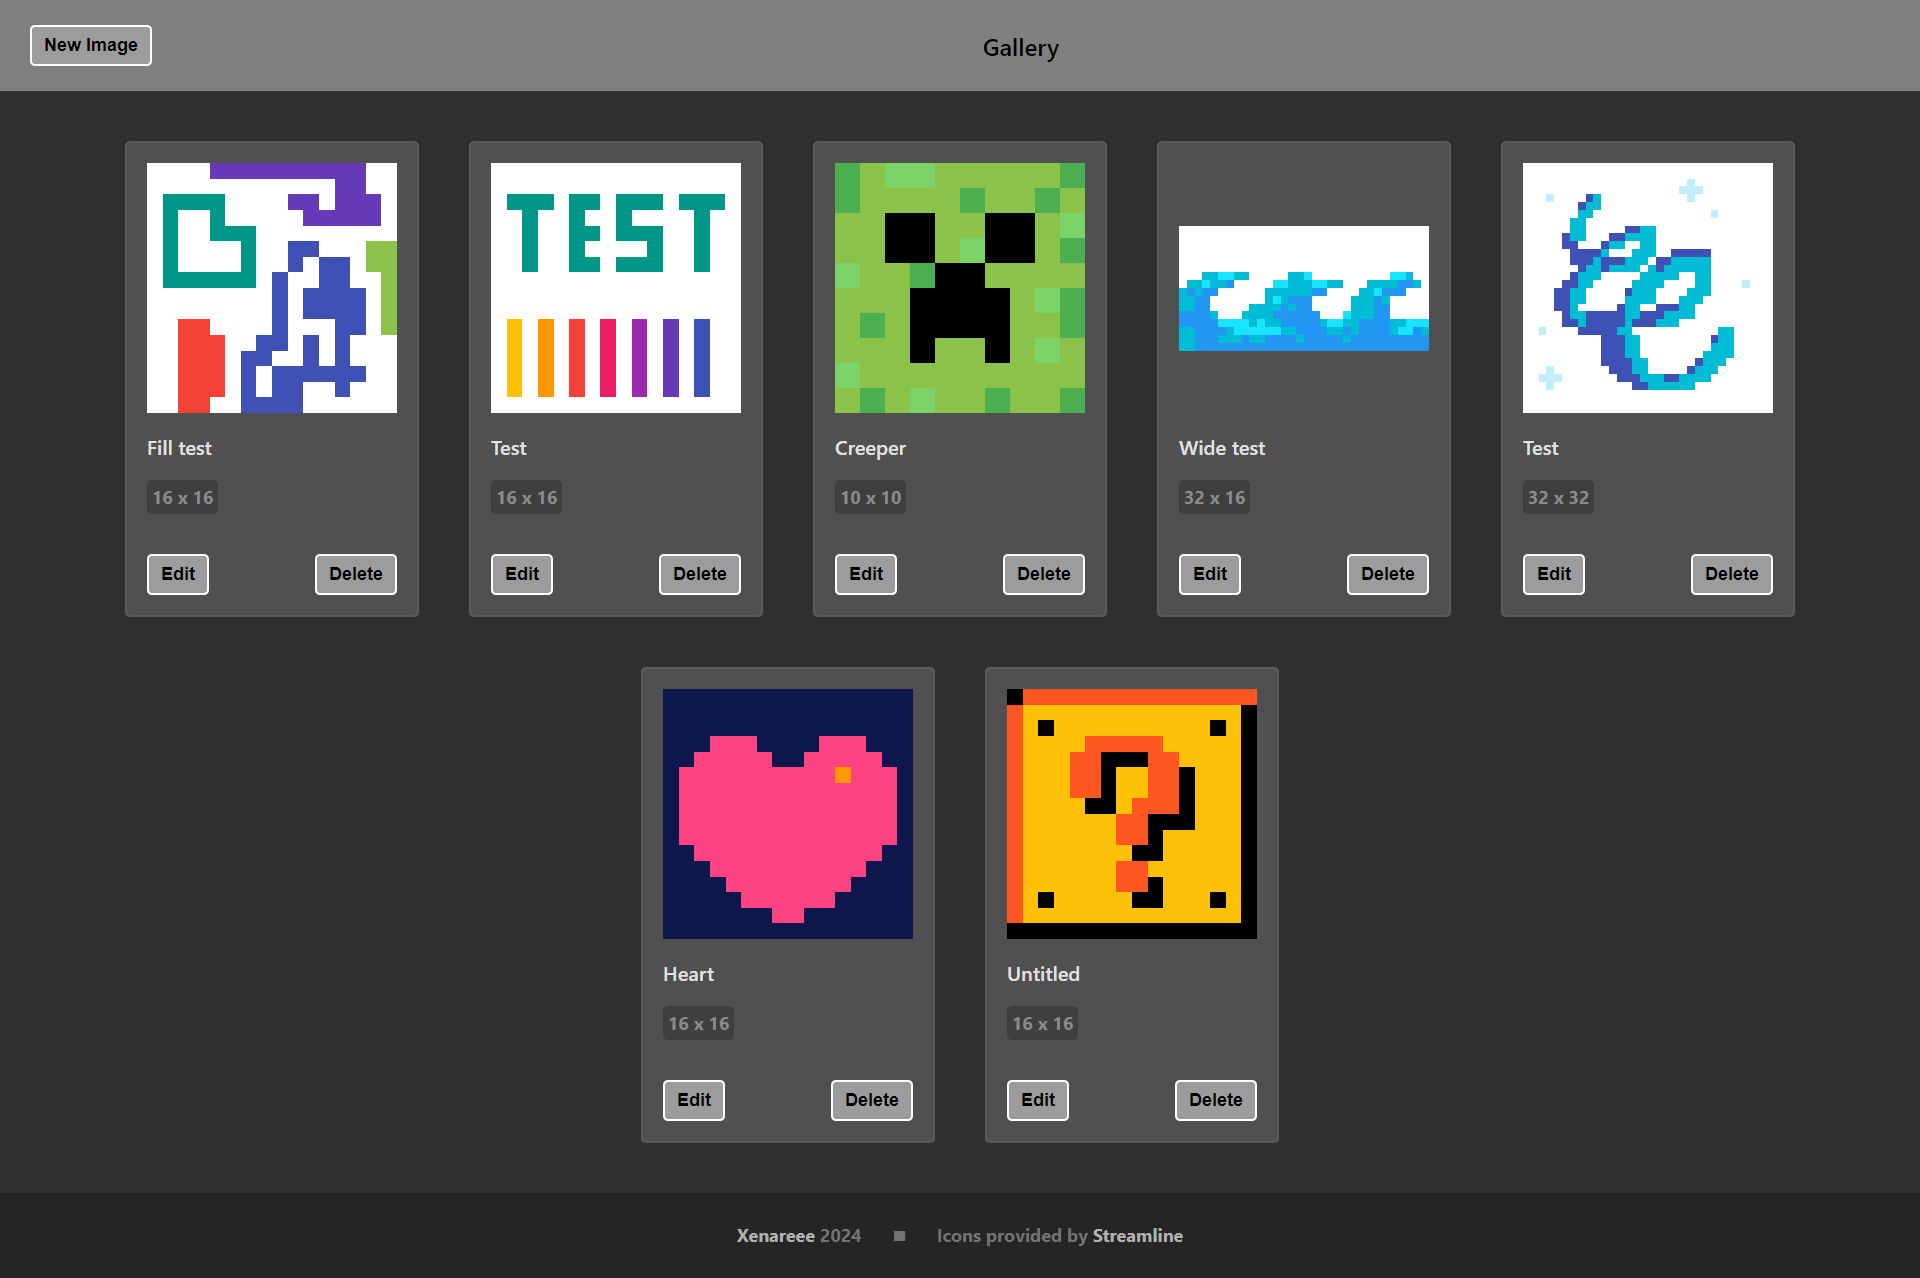 New Image
Gallery
TEST
Fill test
16 x 16
Edit
Delete
Test
16 x 16
Edit
Delete
Creeper
10 x 10
Edit
Delete
Wide test
32 x 16
Edit
Delete
Test
32 x 32
Edit
Delete
?
Heart
16 x 16
Edit
Delete
Untitled
16 x 16
Edit
Delete
Xenareee 2024 ■ Icons provided by Streamline